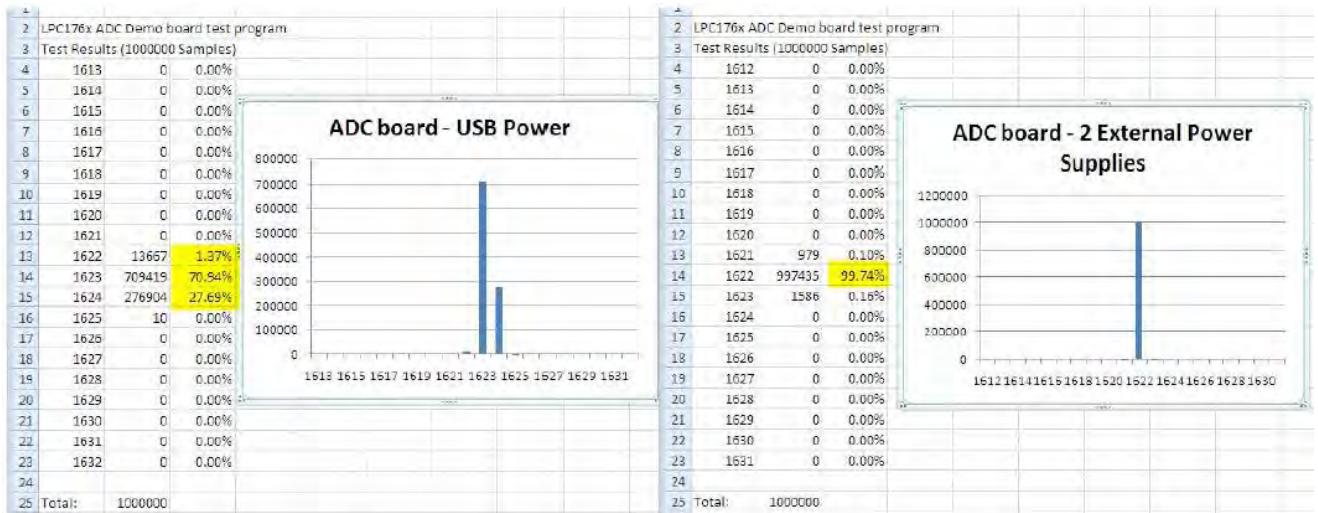 2 LPC176x ADC Demo board test program
3 Test Results (1000000 Samples)
4 1613 0 0.00%
5 1614 0 0.00%
6 1615 0 0.00%
7 1616 0 0.00%
8 1617 0 0.00%
9 1618 0 0.00%
10 1619 0 0.00%
11 1620 0 0.00%
12 1621 0 0.00%
13 1622 13667 1.37%
14 1623 709419 70.94%
15 1624 276904 27.69%
16 1625 10 0.00%
17 1626 0 0.00%
18 1627 0 0.00%
19 1628 0 0.00%
20 1629 0 0.00%
21 1630 0 0.00%
22 1631 0 0.00%
23 1632 0 0.00%
24
25 Total: 1000000
ADC board - USB Power
800000
700000
600000
500000
400000
300000
200000
100000
0
1613 1615 1617 1619 1621 1623 1625 1627 1629 1631
2 LPC176x ADC Demo board test program
3 Test Results (1000000 Samples)
4 1612 0 0.00%
5 1613 0 0.00%
6 1614 0 0.00%
7 1615 0 0.00%
8 1616 0 0.00%
9 1617 0 0.00%
10 1618 0 0.00%
11 1619 0 0.00%
12 1620 0 0.00%
13 1621 979 0.10%
14 1622 997435 99.74%
15 1623 1586 0.16%
16 1624 0 0.00%
17 1625 0 0.00%
18 1626 0 0.00%
19 1627 0 0.00%
20 1628 0 0.00%
21 1629 0 0.00%
22 1630 0 0.00%
23 1631 0 0.00%
24
25 Total: 1000000
ADC board - 2 External Power
Supplies
1200000
1000000
800000
600000
400000
200000
0
1612 1614 1616 1618 1620 1622 1624 1626 1628 1630